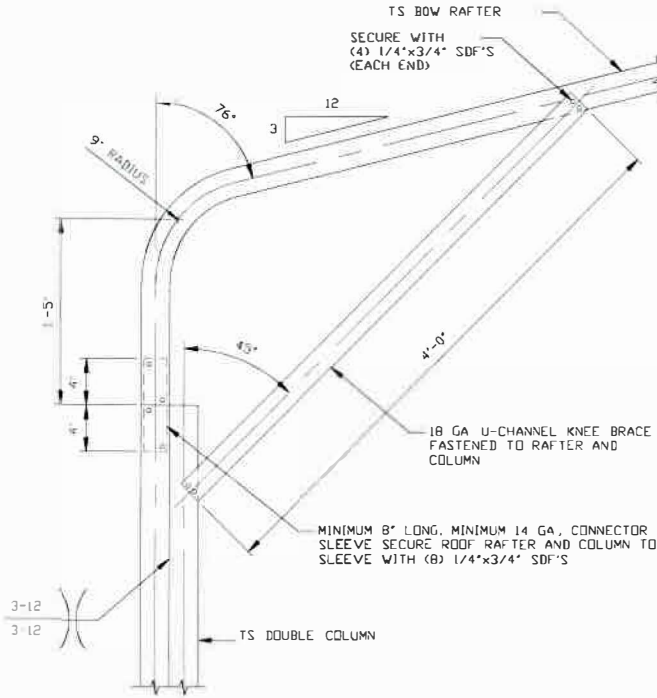 TS BOW RAFTER
SECURE WITH
(4) 1/4"x3/4" SDF'S
(EACH END)
12
3
76°
9" RADIUS
1-5"
45°
4'-0"
4"
4"
18 GA U-CHANNEL KNEE BRACE
FASTENED TO RAFTER AND
COLUMN
MINIMUM 8" LONG, MINIMUM 14 GA, CONNECTOR
SLEEVE SECURE ROOF RAFTER AND COLUMN TO
SLEEVE WITH (8) 1/4"x3/4" SDF'S
3-12
3-12
TS DOUBLE COLUMN